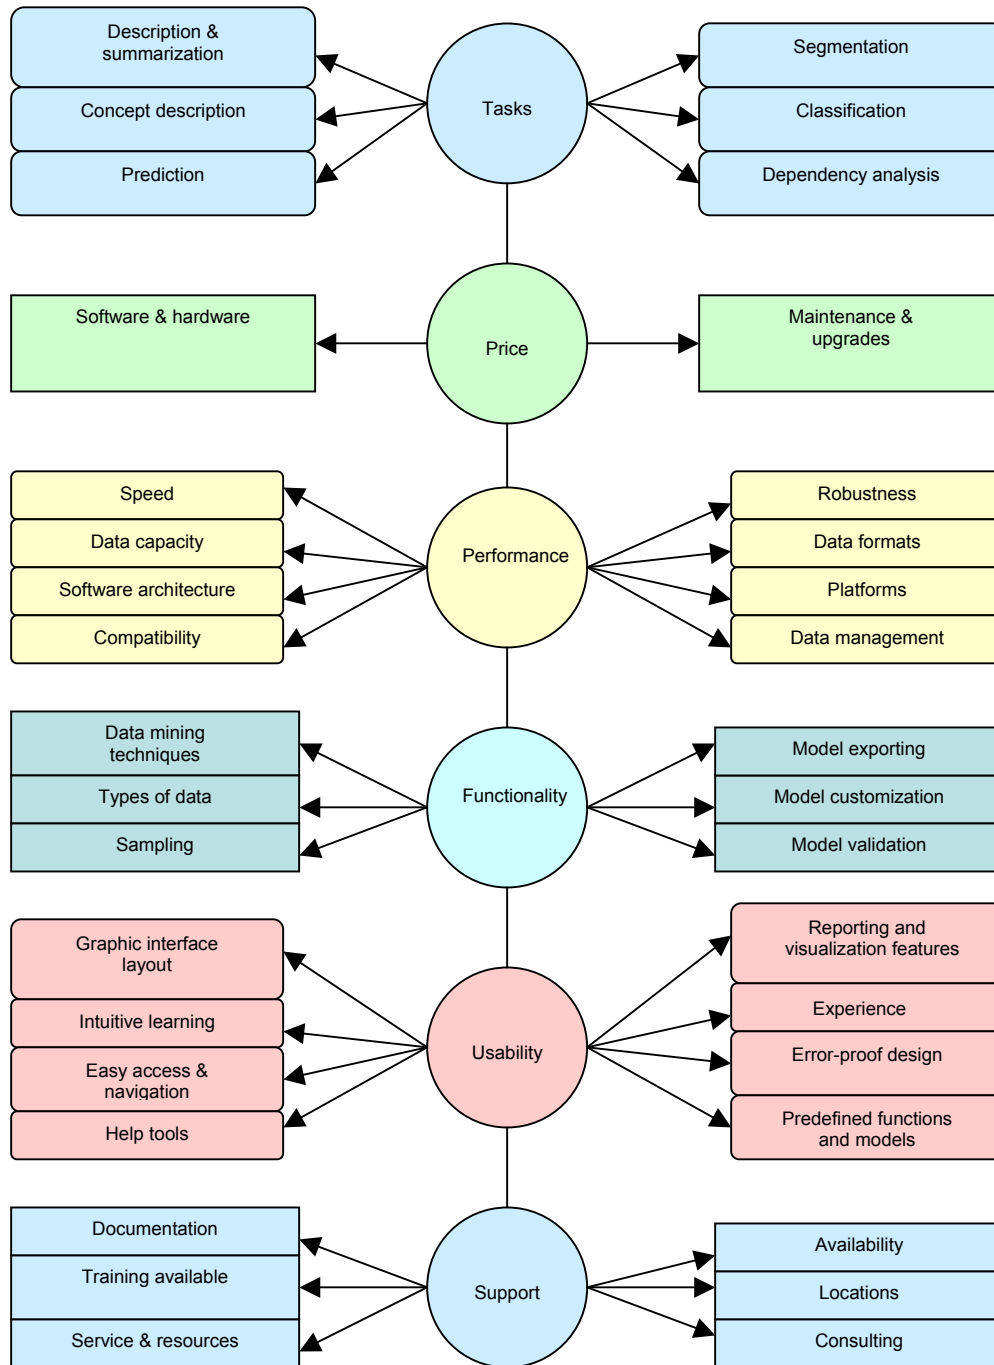 Description &
summarization
Concept description
Prediction
Tasks
Segmentation
Classification
Dependency analysis
Software & hardware
Price
Maintenance &
upgrades
Speed
Data capacity
Software architecture
Compatibility
Performance
Robustness
Data formats
Platforms
Data management
Data mining
techniques
Types of data
Sampling
Functionality
Model exporting
Model customization
Model validation
Graphic interface
layout
Intuitive learning
Easy access &
navigation
Help tools
Usability
Reporting and
visualization features
Experience
Error-proof design
Predefined functions
and models
Documentation
Training available
Service & resources
Support
Availability
Locations
Consulting